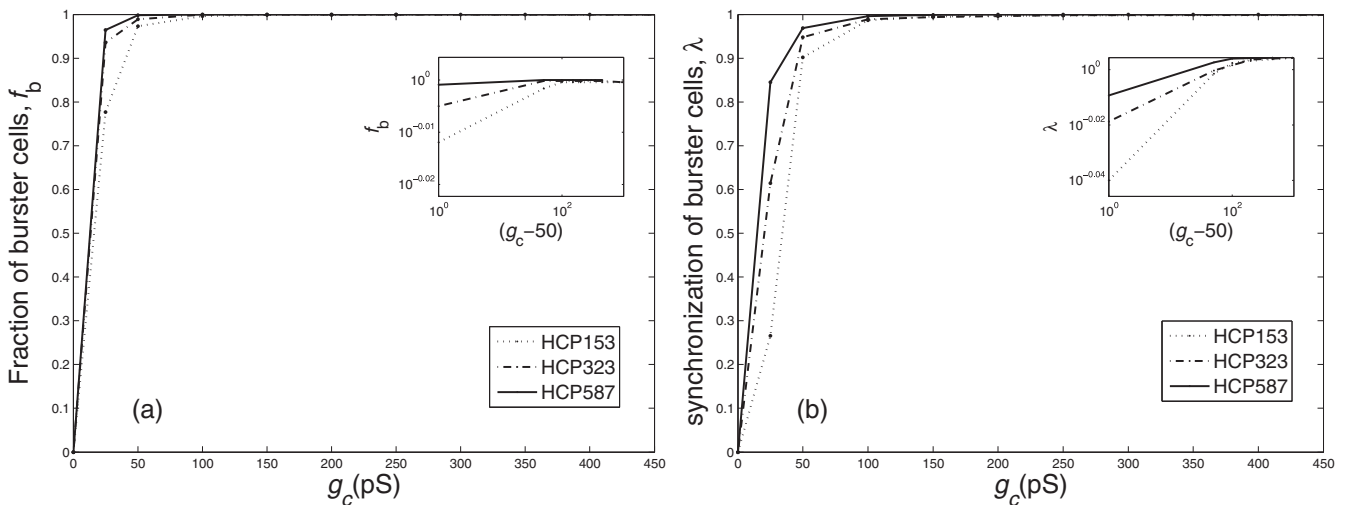 Fraction of burster cells, f_b
1
0.9
0.8
0.7
0.6
0.5
0.4
0.3
0.2
0.1
0
0 50 100 150 200 250 300 350 400 450
g_c(pS)
(a)
f_b
10^0
10^−0.01
10^−0.02
10^0 10^2
(g_c−50)
HCP153
HCP323
HCP587
synchronization of burster cells, λ
1
0.9
0.8
0.7
0.6
0.5
0.4
0.3
0.2
0.1
0
0 50 100 150 200 250 300 350 400 450
g_c(pS)
(b)
λ
10^0
10^−0.02
10^−0.04
10^0 10^2
(g_c−50)
HCP153
HCP323
HCP587